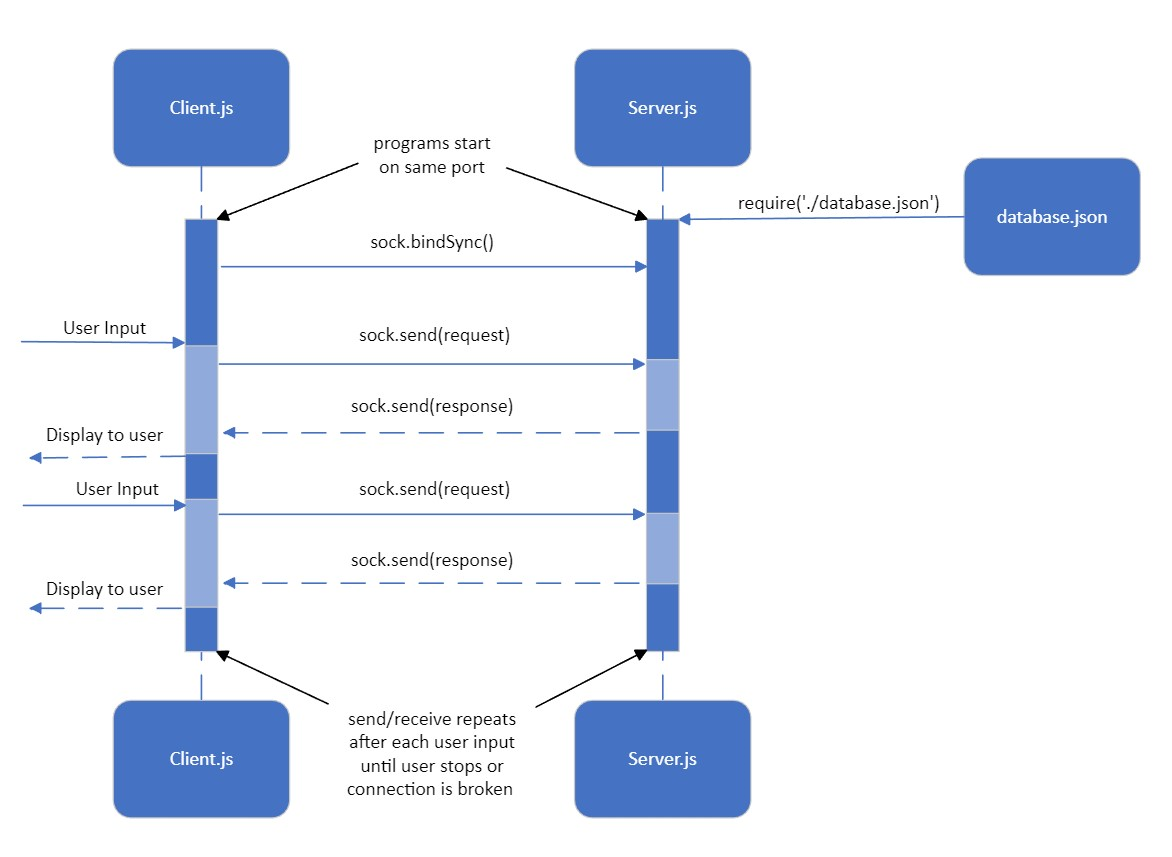 Client.js
Server.js
programs start
on same port
require('./database.json')
database.json
sock.bindSync()
User Input
sock.send(request)
sock.send(response)
Display to user
User Input
sock.send(request)
sock.send(response)
Display to user
send/receive repeats
after each user input
until user stops or
connection is broken
Client.js
Server.js